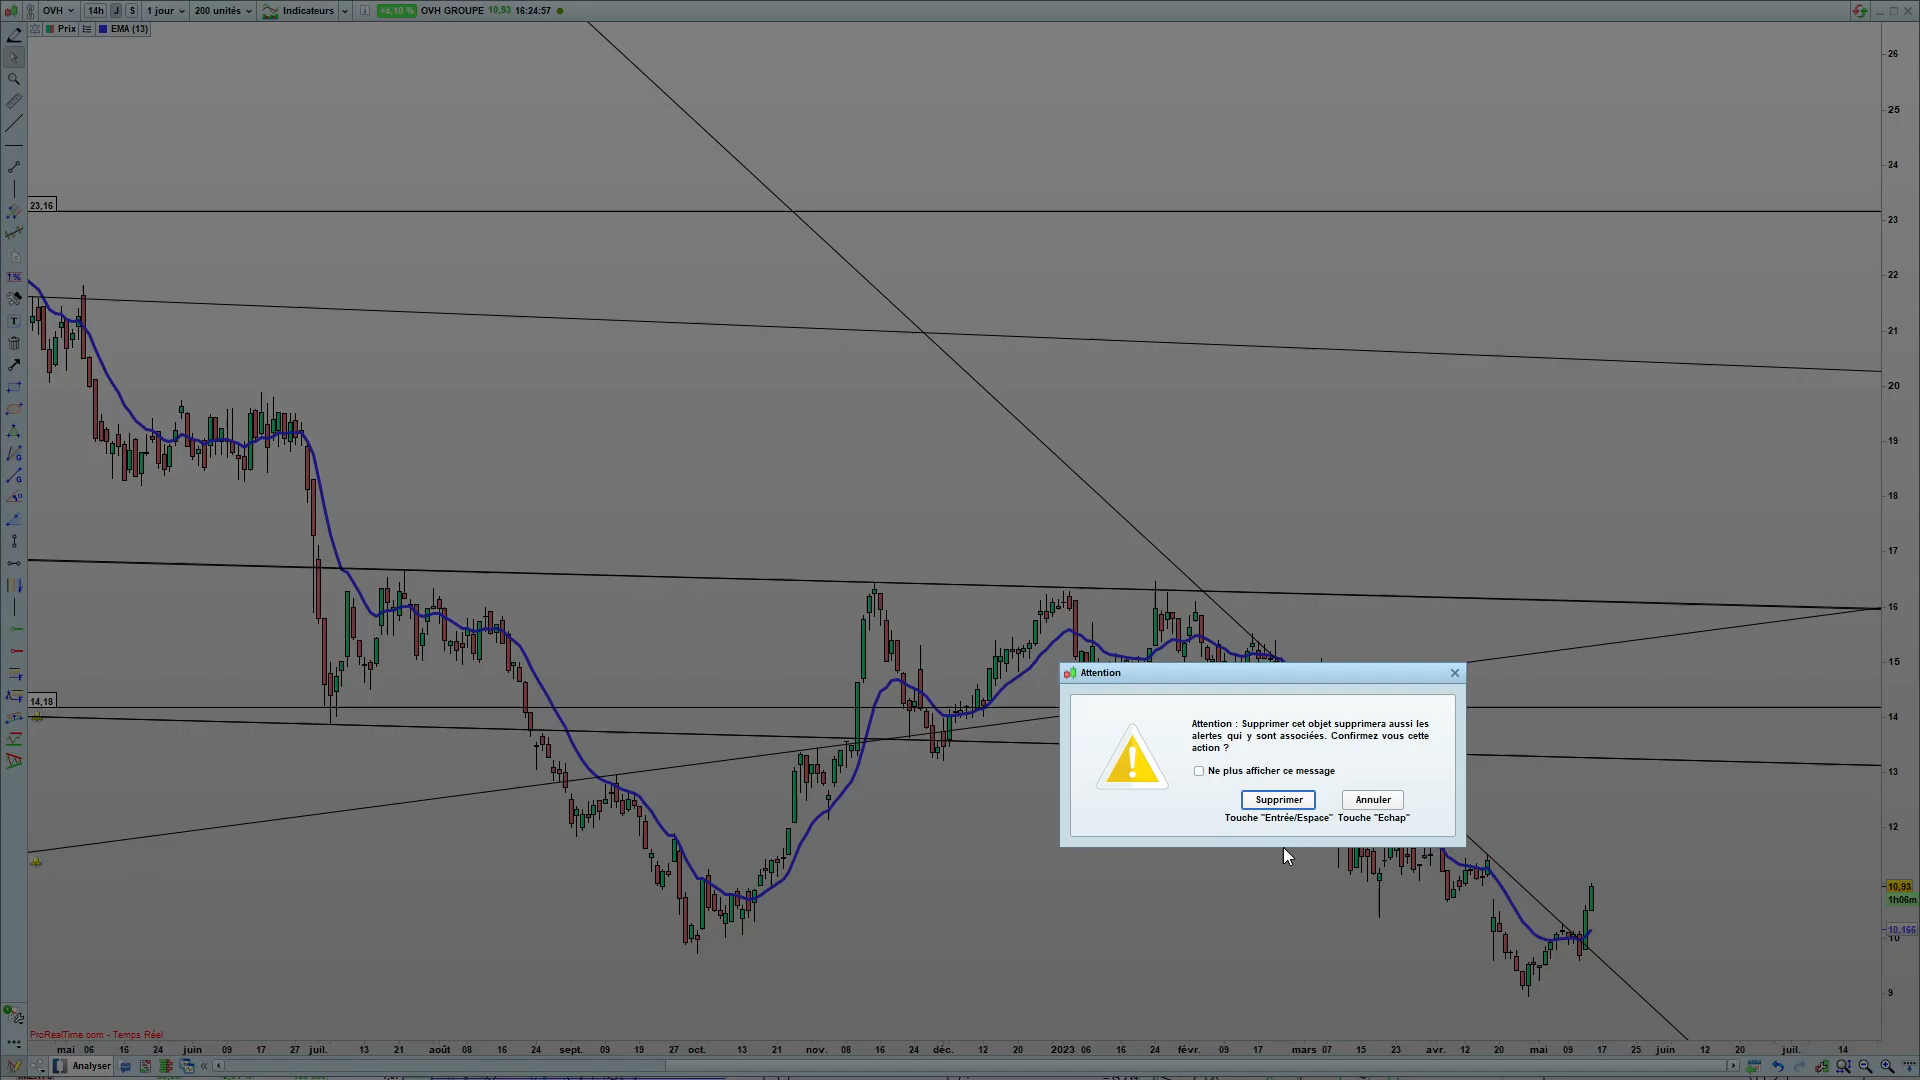 OVH 14h J $ 1 jour 200 unités Indicateurs +4,10 % OVH GROUPE 10,93 16:24:57
Prix EMA (13)
26
25
24
23,16
23
22
21
20
19
18
17
16
15
14,18
14
13
12
10,93
1h06m
10,166
10
9
Attention
Attention : Supprimer cet objet supprimera aussi les
alertes qui y sont associées. Confirmez vous cette
action ?
Ne plus afficher ce message
Supprimer Annuler
Touche "Entrée/Espace" Touche "Echap"
ProRealTime.com - Temps Réel
mai 06 16 24 juin 09 17 27 juil. 13 21 août 08 16 24 sept. 09 19 27 oct. 13 21 nov. 08 16 24 déc. 12 20 2023 06 16 24 févr. 09 17 mars 07 15 23 avr. 12 20 mai 09 17 25 juin 12 20 juil. 14
Analyser